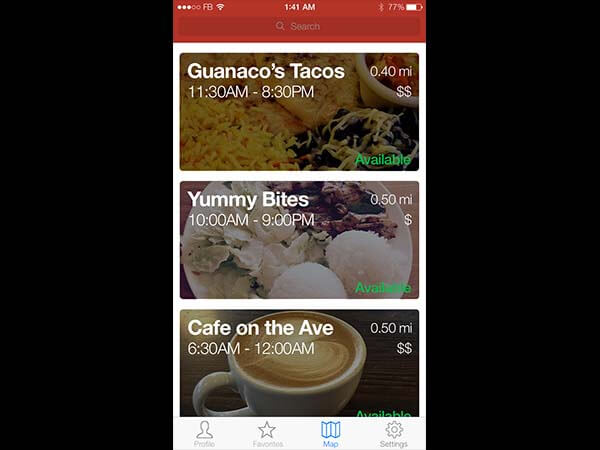 FB 1:41 AM 77%
Search
Guanaco's Tacos 0.40 mi
11:30AM - 8:30PM $$
Available
Yummy Bites 0.50 mi
10:00AM - 9:00PM $
Available
Cafe on the Ave 0.50 mi
6:30AM - 12:00AM $$
Available
Profile Favorites Map Settings